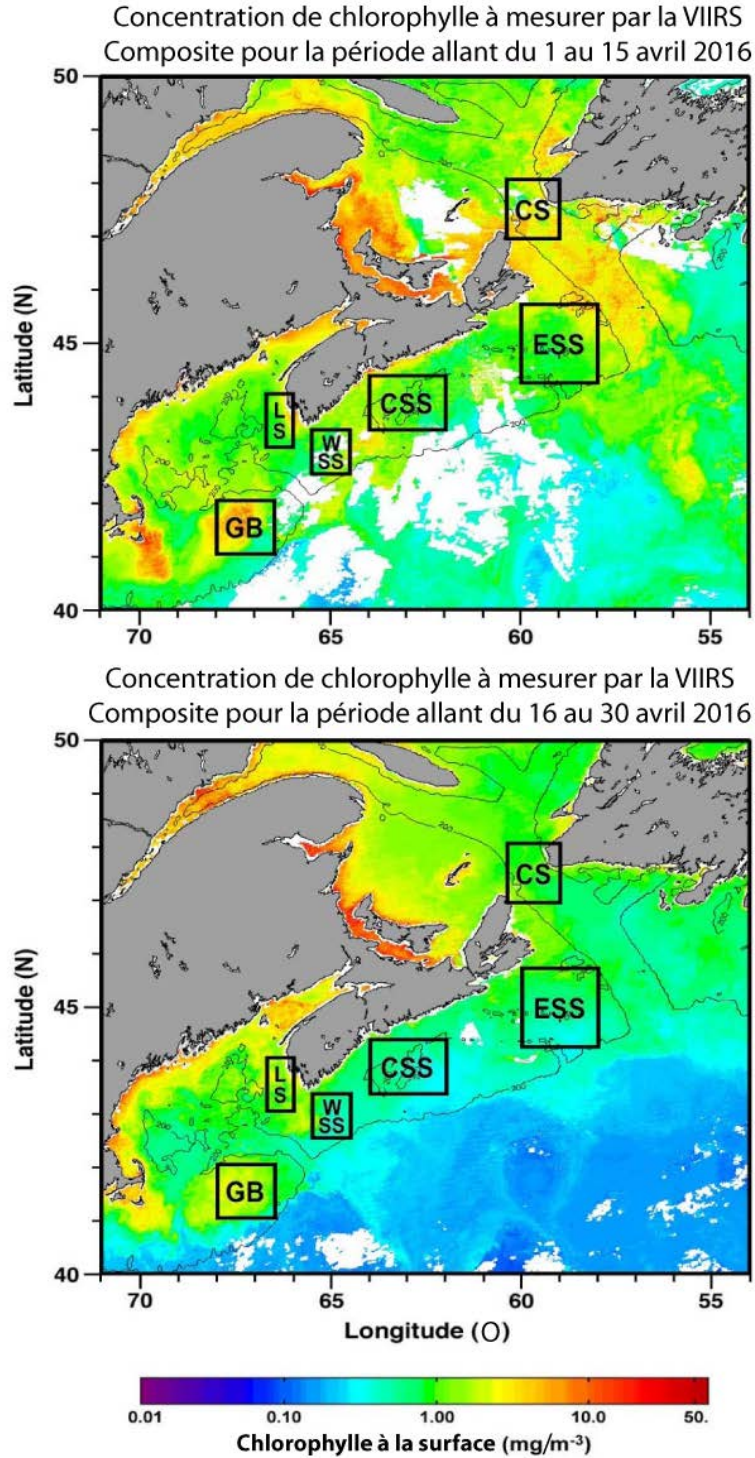 Concentration de chlorophylle à mesurer par la VIIRS
Composite pour la période allant du 1 au 15 avril 2016
50
45
40
Latitude (N)
CS
ESS
CSS
L
S
W
SS
GB
200
200
70
65
60
55
Concentration de chlorophylle à mesurer par la VIIRS
Composite pour la période allant du 16 au 30 avril 2016
50
45
40
Latitude (N)
200
CS
ESS
CSS
L
S
W
SS
GB
200
70
65
60
55
Longitude (O)
0.01
0.10
1.00
10.0
50.
Chlorophylle à la surface (mg/m-3)